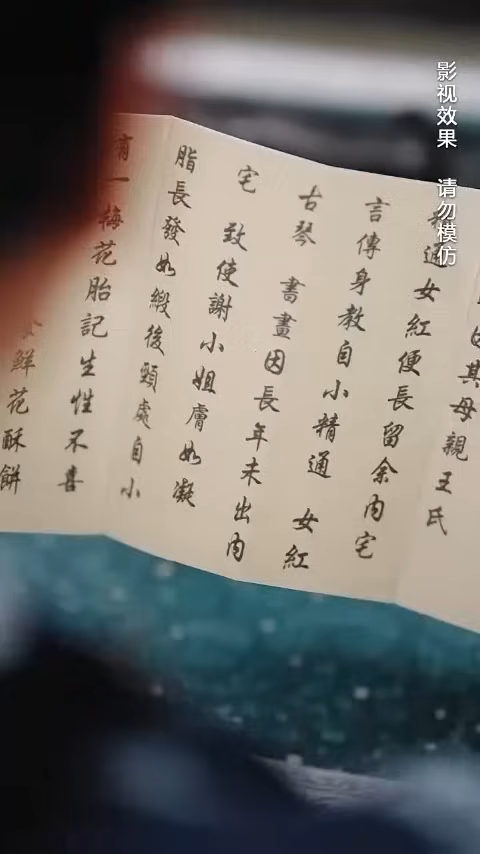 影视效果 请勿模仿
因其母親王氏
通女紅便長留余内宅
言傳身教自小精通 女紅
古琴 書畫因長年未出内
宅 致使謝小姐膚如凝
脂長發如緞後頸處自小
有一梅花胎記生性不喜
鮮花酥餅